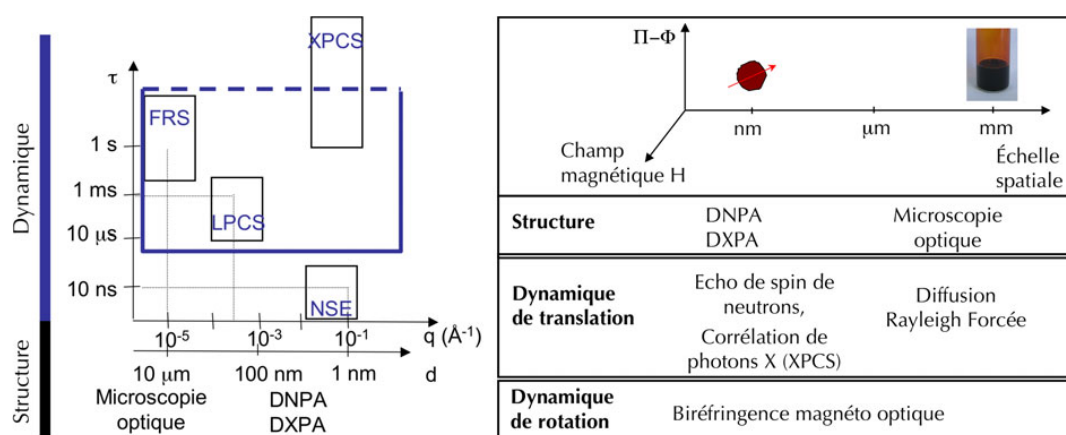 Dynamique
Structure
τ
XPCS
FRS
1 s
1 ms
LPCS
10 μs
10 ns
NSE
10⁻⁵
10⁻³
10⁻¹
q (Å⁻¹)
10 μm
100 nm
1 nm
d
Microscopie
optique
DNPA
DXPA
Π–Φ
nm
μm
mm
Champ
magnétique H
Échelle
spatiale
Structure
DNPA
DXPA
Microscopie
optique
Dynamique
de translation
Echo de spin de
neutrons,
Corrélation de
photons X (XPCS)
Diffusion
Rayleigh Forcée
Dynamique
de rotation
Biréfringence magnéto optique